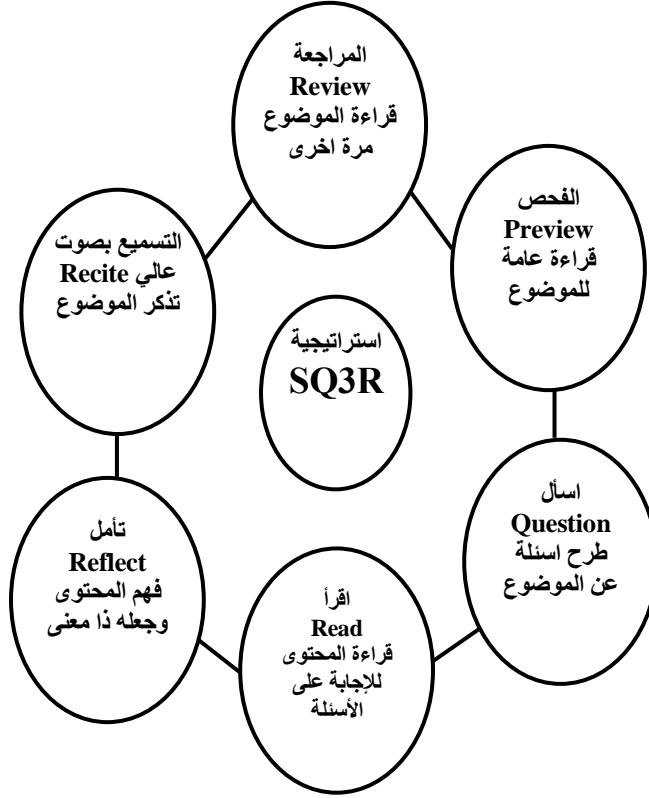 المراجعة
Review
قراءة الموضوع
مرة اخرى
الفحص
Preview
قراءة عامة
للموضوع
التسميع بصوت
عالي Recite
تذكر الموضوع
استراتيجية
SQ3R
اسأل
Question
طرح اسئلة
عن الموضوع
تأمل
Reflect
فهم المحتوى
وجعله ذا معنى
اقرأ
Read
قراءة المحتوى
للإجابة على
الأسئلة